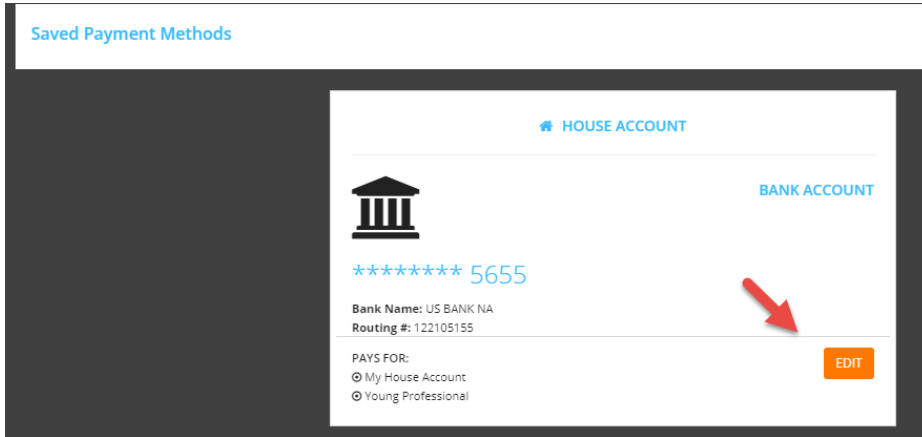 Saved Payment Methods
HOUSE ACCOUNT
BANK ACCOUNT
******** 5655
Bank Name: US BANK NA
Routing #: 122105155
PAYS FOR:
My House Account
Young Professional
EDIT